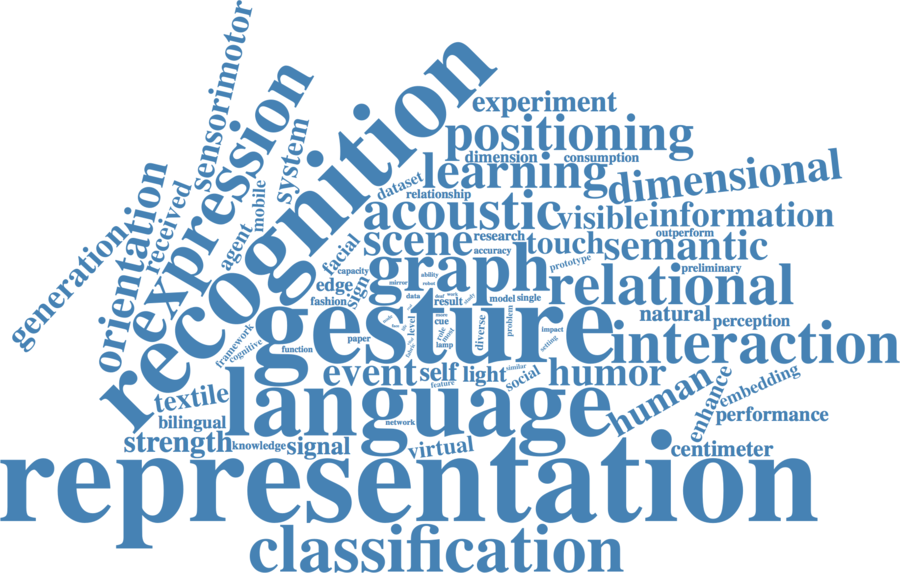 sensorimotor
recognition
expression
experiment
positioning
system
dimension
consumption
learning
dimensional
orientation
received
mobile
dataset
relationship
generation
agent
acoustic
visible
information
facial
scene
research
touch
semantic
outperform
accuracy
capacity
graph
prototype
preliminary
mirror
ability
robot
edge
sign
relational
fashion
data
result
model
single
gesture
natural
perception
framework
cognitive
function
paper
level
cue
role
lamp
diverse
problem
impact
setting
interaction
event
self
light
similar
social
humor
feature
language
human
enhance
embedding
textile
bilingual
network
performance
strength
knowledge
signal
virtual
centimeter
representation
classification